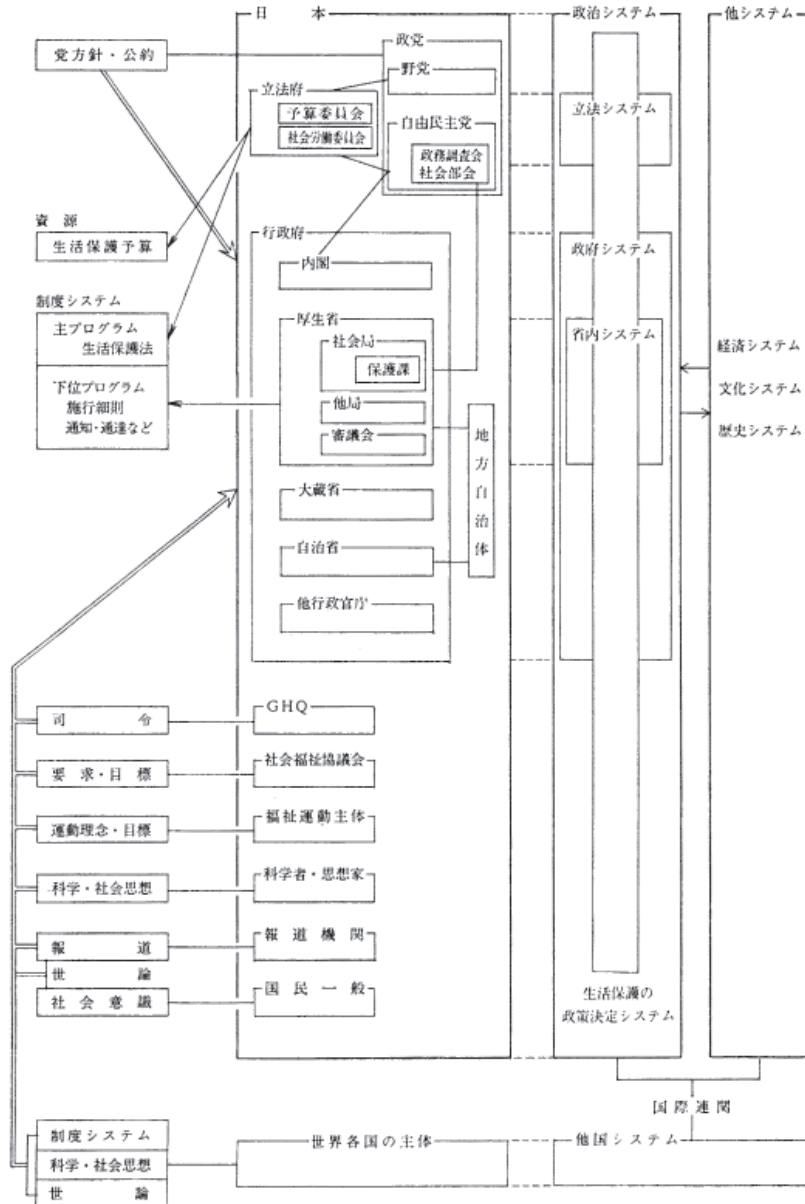 日本
政治システム
他システム
政党
党方針・公約
野党
立法府
予算委員会
社会労働委員会
自由民主党
政務調査会
社会部会
立法システム
資源
生活保護予算
行政府
内閣
政府システム
制度システム
主プログラム
生活保護法
下位プログラム
施行細則
通知・通達など
厚生省
社会局
保護課
他局
審議会
省内システム
経済システム
文化システム
歴史システム
地方自治体
大蔵省
自治省
他行政官庁
司令
GHQ
要求・目標
社会福祉協議会
運動理念・目標
福祉運動主体
科学・社会思想
科学者・思想家
報道
報道機関
世論
社会意識
国民一般
生活保護の
政策決定システム
国際連関
制度システム
科学・社会思想
世論
世界各国の主体
他国システム